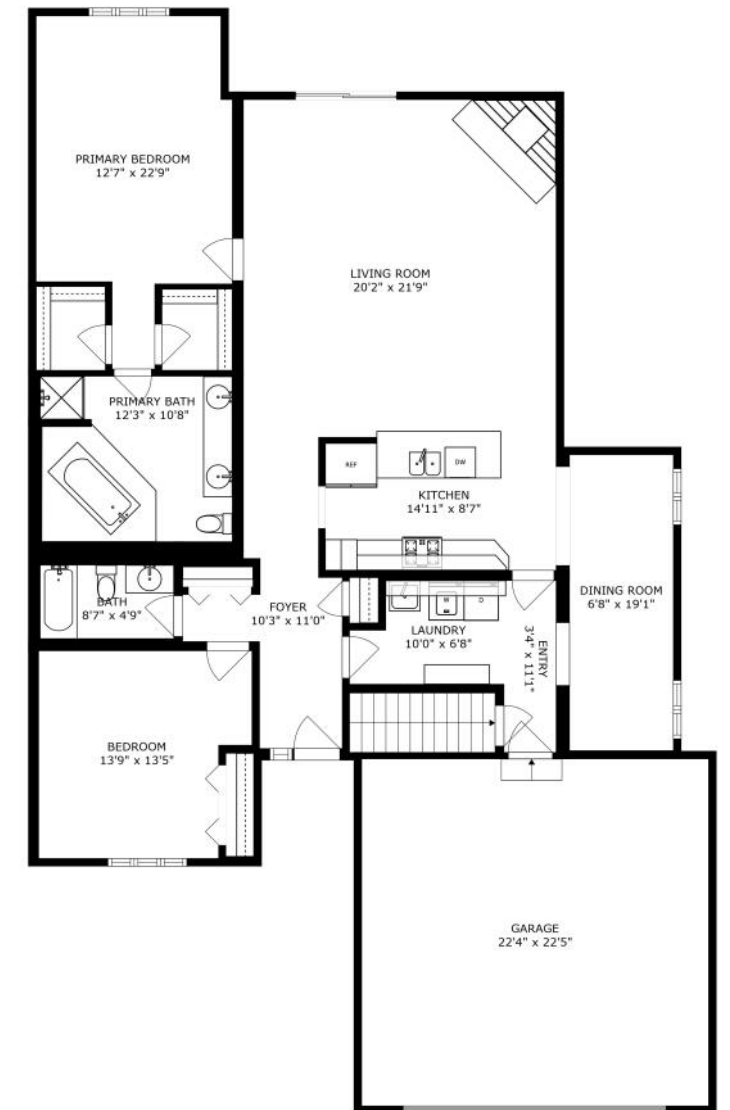 PRIMARY BEDROOM
12'7" x 22'9"
LIVING ROOM
20'2" x 21'9"
PRIMARY BATH
12'3" x 10'8"
REF
DW
KITCHEN
14'11" x 8'7"
BATH
8'7" x 4'9"
FOYER
10'3" x 11'0"
W
D
LAUNDRY
10'0" x 6'8"
ENTRY
3'4" x 11'1"
DINING ROOM
6'8" x 19'1"
BEDROOM
13'9" x 13'5"
GARAGE
22'4" x 22'5"